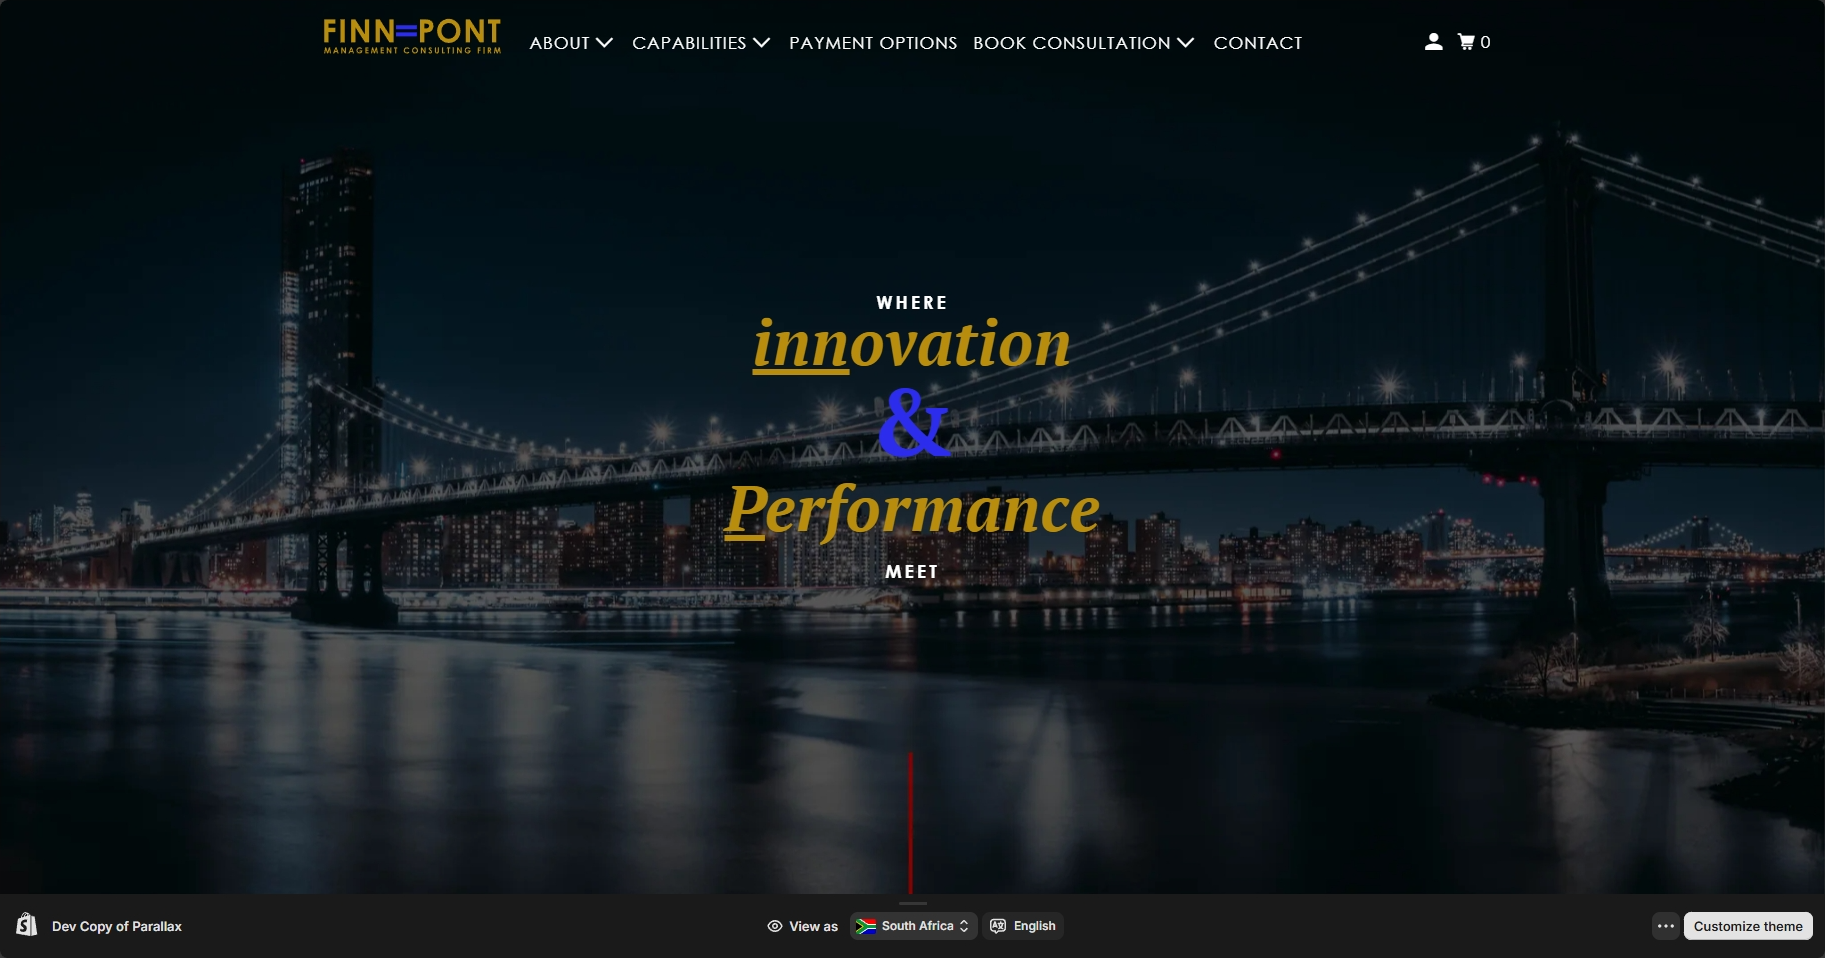 FINN=PONT
MANAGEMENT CONSULTING FIRM
ABOUT CAPABILITIES PAYMENT OPTIONS BOOK CONSULTATION CONTACT 0
WHERE
innovation
&
Performance
MEET
Dev Copy of Parallax View as South Africa English ... Customize theme